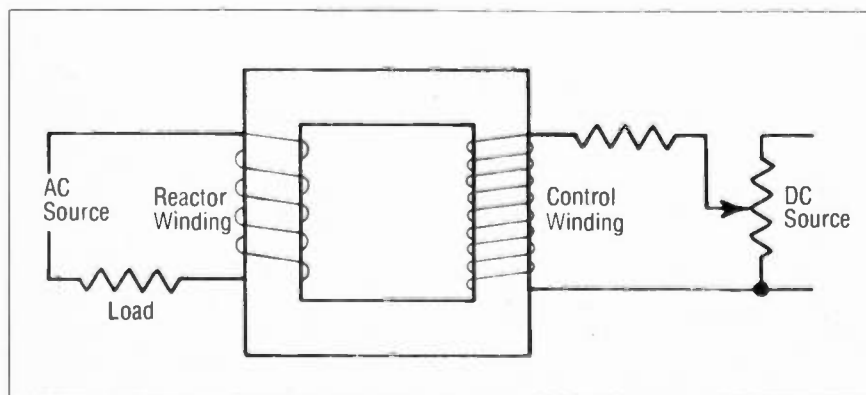 AC
Source
Reactor
Winding
Control
Winding
DC
Source
Load